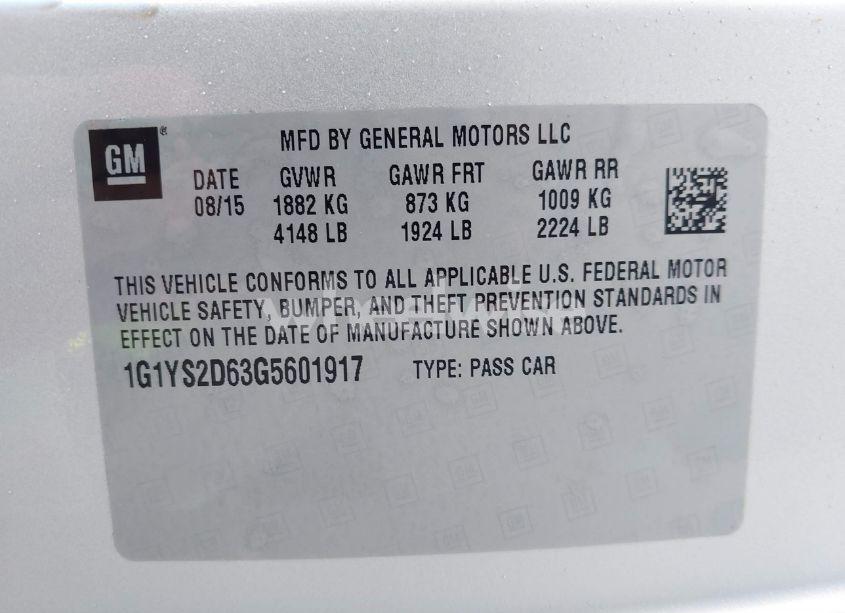 GM
MFD BY GENERAL MOTORS LLC
DATE GVWR GAWR FRT GAWR RR
08/15 1882 KG 873 KG 1009 KG
4148 LB 1924 LB 2224 LB
THIS VEHICLE CONFORMS TO ALL APPLICABLE U.S. FEDERAL MOTOR
VEHICLE SAFETY, BUMPER, AND THEFT PREVENTION STANDARDS IN
EFFECT ON THE DATE OF MANUFACTURE SHOWN ABOVE.
1G1YS2D63G5601917 TYPE: PASS CAR